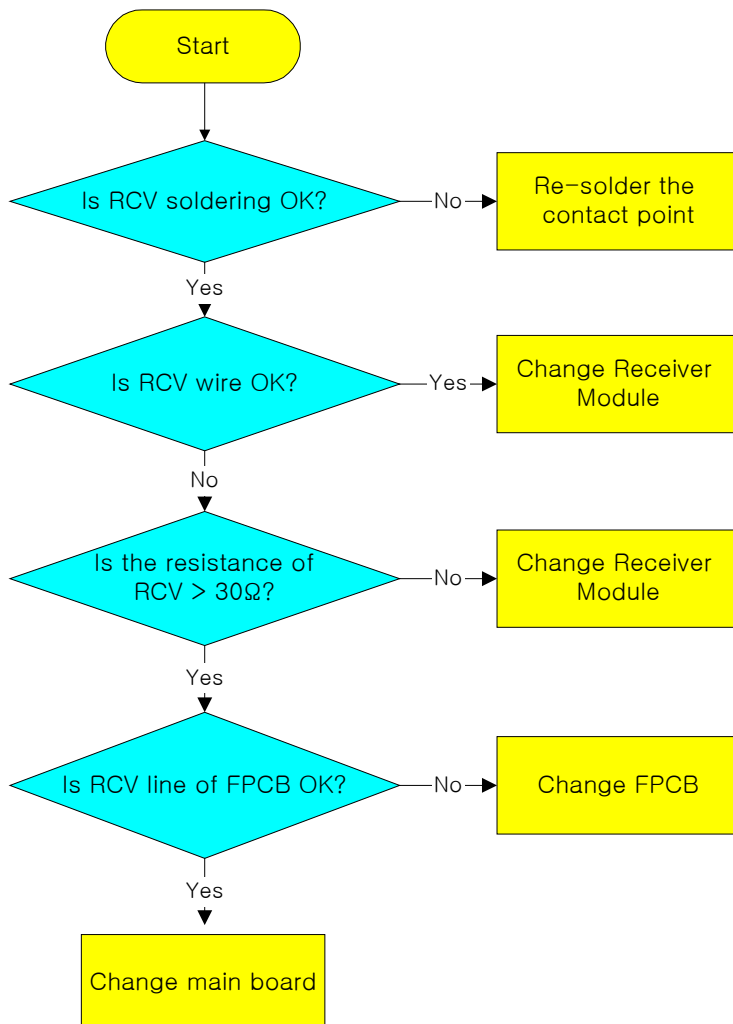 Start
Is RCV soldering OK?
No
Re-solder the
contact point
Yes
Is RCV wire OK?
Yes
Change Receiver
Module
No
Is the resistance of
RCV > 30Ω?
No
Change Receiver
Module
Yes
Is RCV line of FPCB OK?
No
Change FPCB
Yes
Change main board